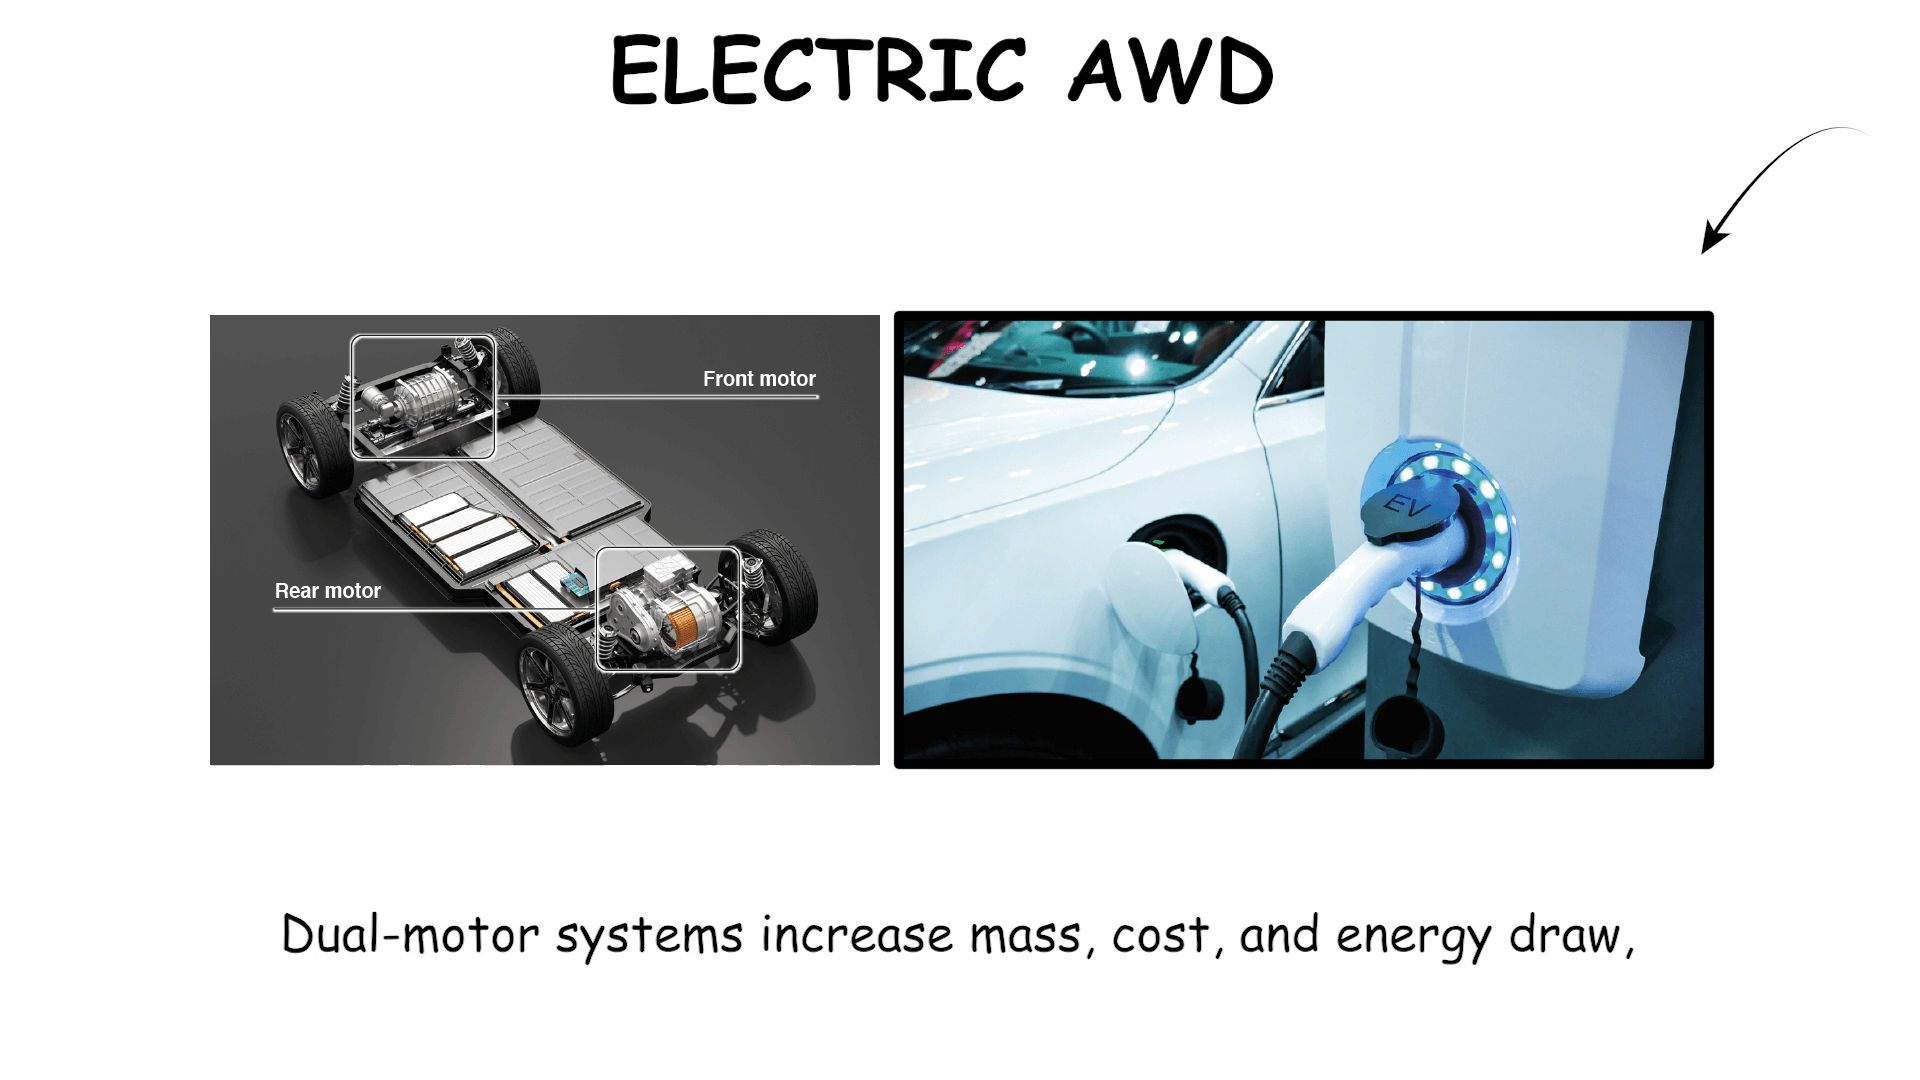 ELECTRIC AWD
Front motor
Rear motor
EV
Dual-motor systems increase mass, cost, and energy draw,